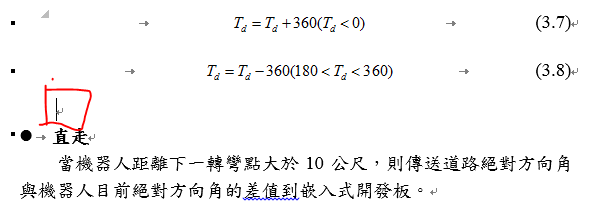 T_d = T_d + 360(T_d < 0) (3.7)
T_d = T_d − 360(180 < T_d < 360) (3.8)
直走
當機器人距離下一轉彎點大於 10 公尺，則傳送道路絕對方向角
與機器人目前絕對方向角的差值到嵌入式開發板。